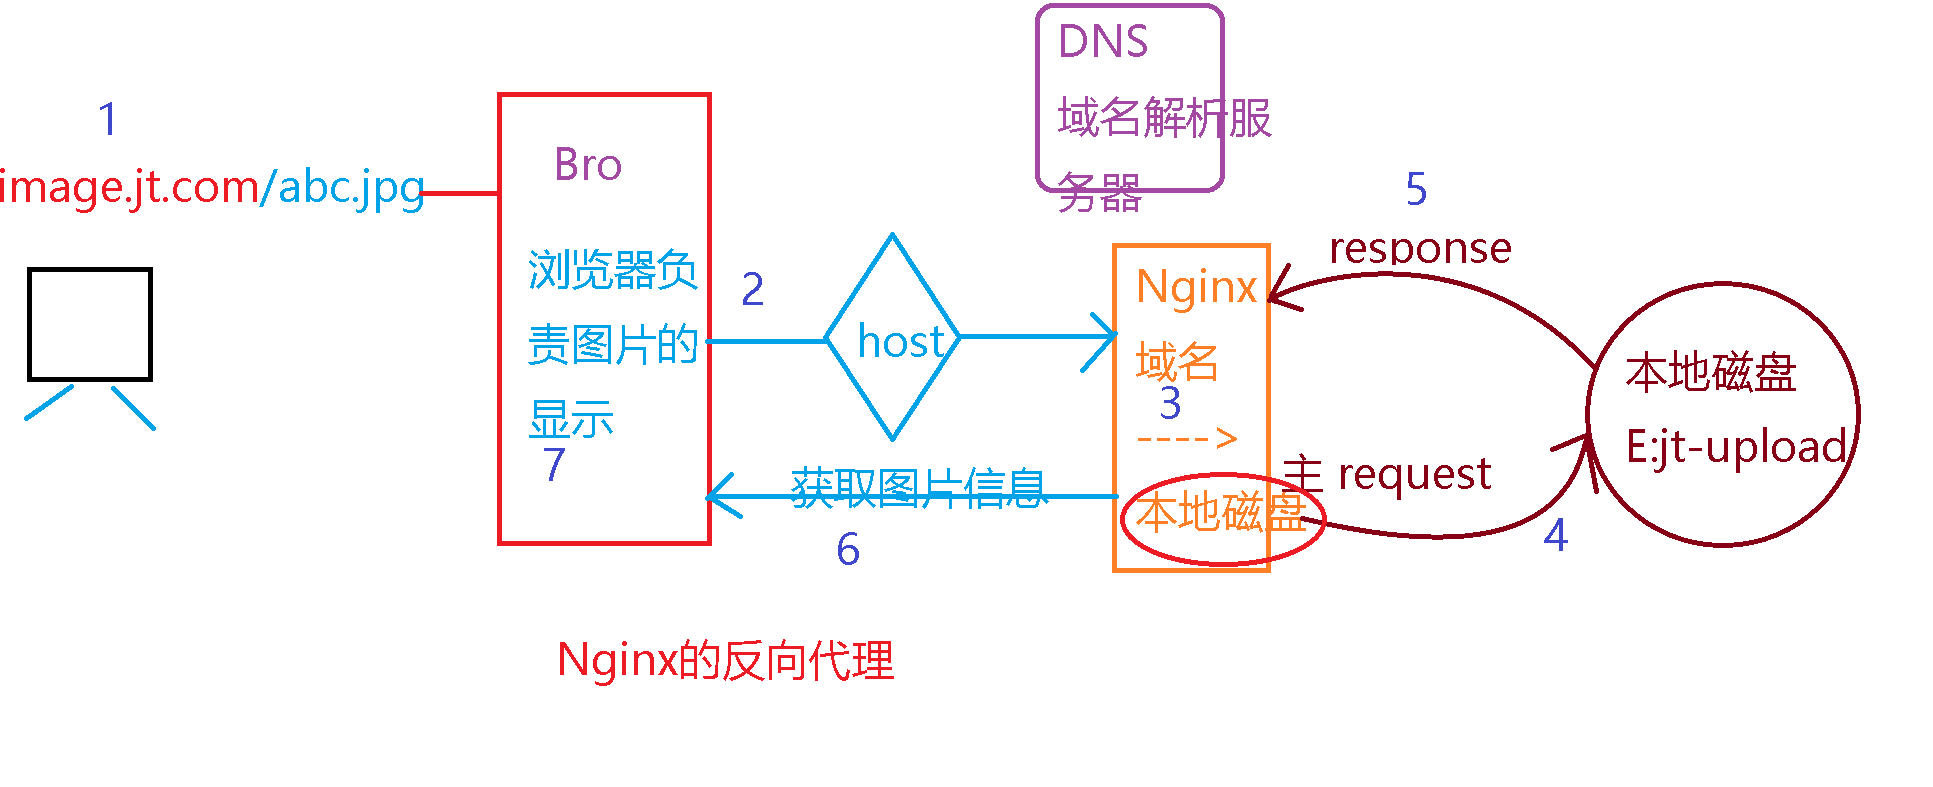 DNS
域名解析服
务器
1
image.jt.com/abc.jpg
Bro
浏览器负
责图片的
显示
7
2
host
Nginx
域名
3
---->
本地磁盘
5
response
主 request
4
本地磁盘
E:jt-upload
获取图片信息
6
Nginx的反向代理